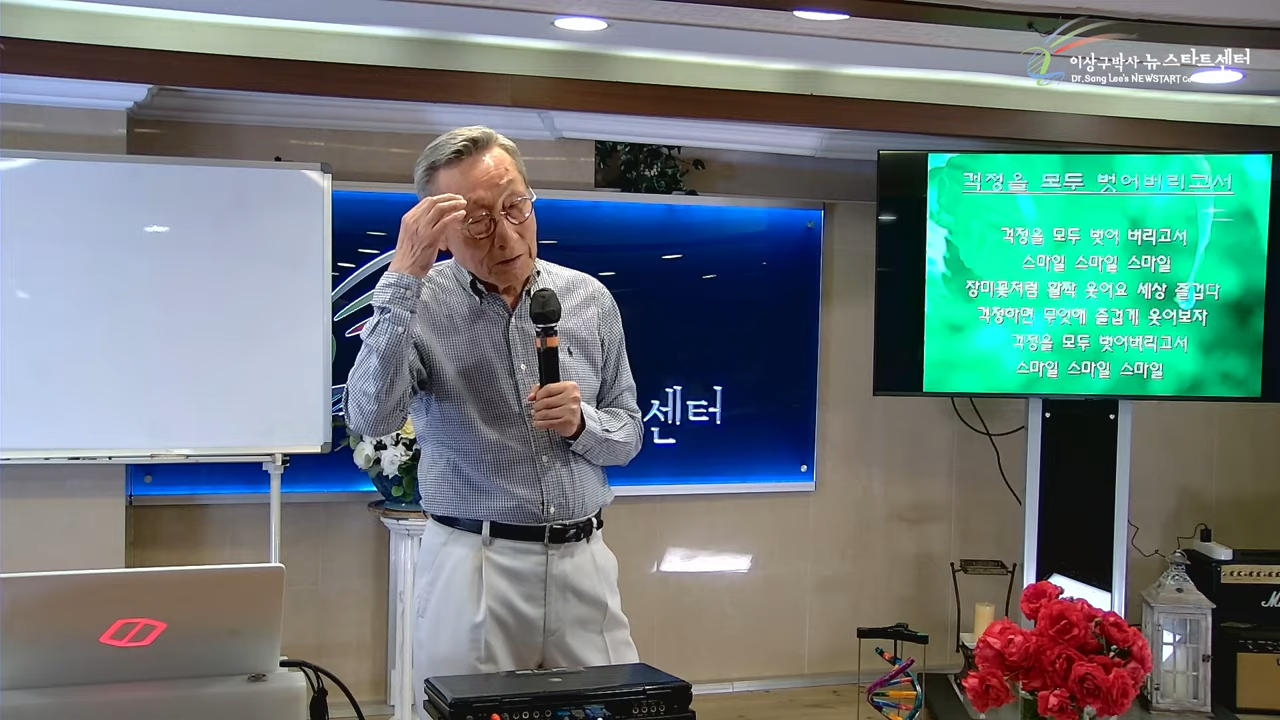 이상구박사 뉴스타트센터
Dr. Sang Lee's NEWSTART Ce
걱정을 모두 벗어버리고서
걱정을 모두 벗어 버리고서
스마일 스마일 스마일
장미꽃처럼 활짝 웃어요 세상 즐겁다
걱정하면 무엇해 즐겁게 웃어보자
걱정을 모두 벗어버리고서
스마일 스마일 스마일
센터